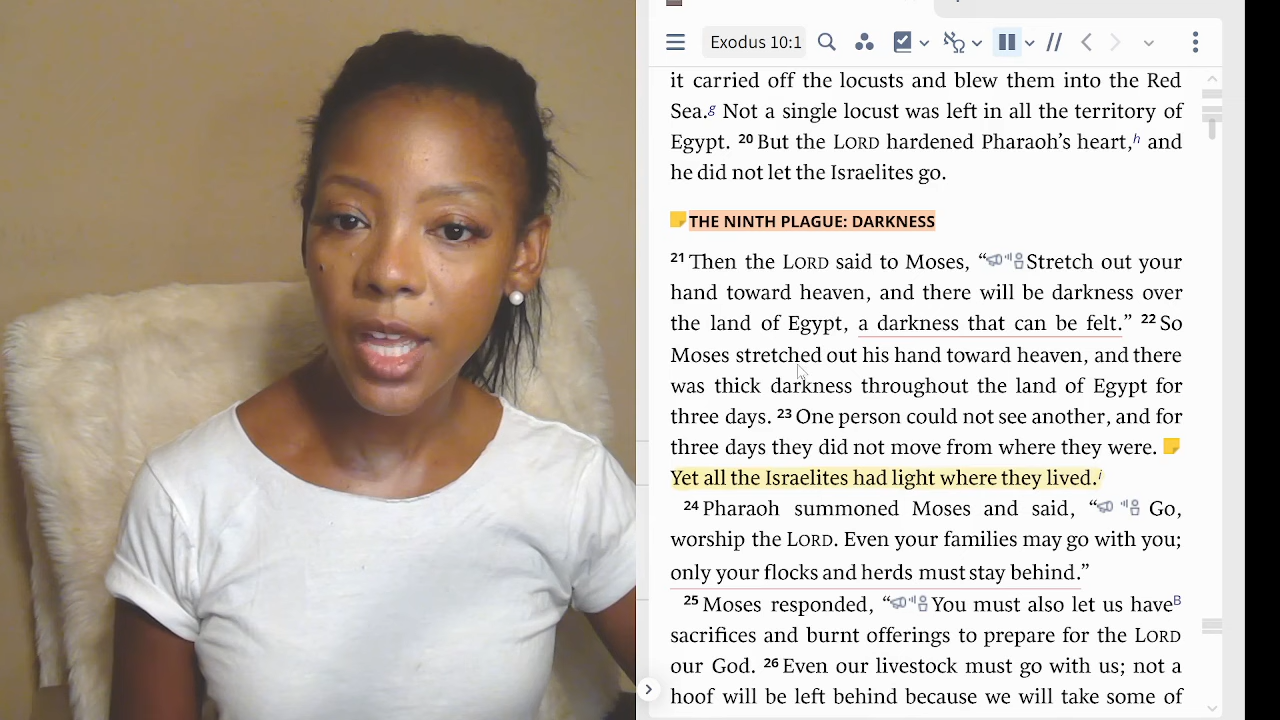 Exodus 10:1
it carried off the locusts and blew them into the Red
Sea.g Not a single locust was left in all the territory of
Egypt. 20 But the LORD hardened Pharaoh’s heart,h and
he did not let the Israelites go.
THE NINTH PLAGUE: DARKNESS
21 Then the LORD said to Moses, “Stretch out your
hand toward heaven, and there will be darkness over
the land of Egypt, a darkness that can be felt.” 22 So
Moses stretched out his hand toward heaven, and there
was thick darkness throughout the land of Egypt for
three days. 23 One person could not see another, and for
three days they did not move from where they were.
Yet all the Israelites had light where they lived.i
24 Pharaoh summoned Moses and said, “Go,
worship the LORD. Even your families may go with you;
only your flocks and herds must stay behind.”
25 Moses responded, “You must also let us haveB
sacrifices and burnt offerings to prepare for the LORD
our God. 26 Even our livestock must go with us; not a
hoof will be left behind because we will take some of